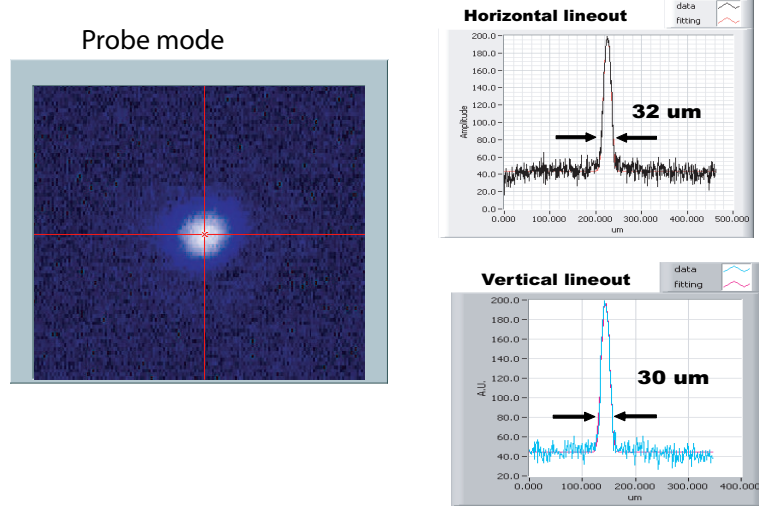 Probe mode
Horizontal lineout
data
fitting
200.0
180.0
160.0
140.0
120.0
100.0
80.0
60.0
40.0
20.0
0.0
Amplitude
32 um
0.000 100.000 200.000 300.000 400.000 500.000
um
Vertical lineout
data
fitting
200.0
180.0
160.0
140.0
120.0
100.0
80.0
60.0
40.0
20.0
A.U.
30 um
0.000 100.000 200.000 300.000 400.000
um